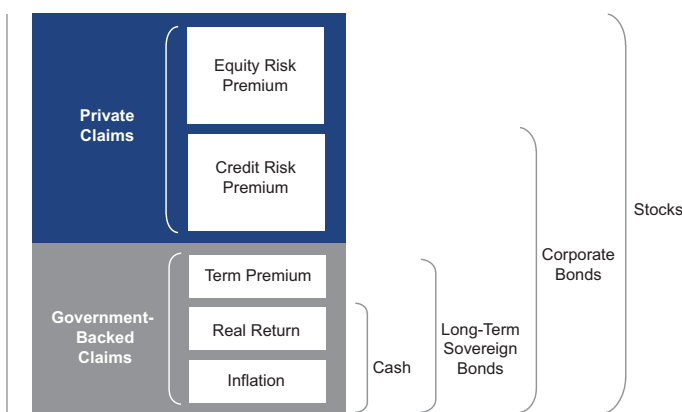 Private
Claims
Equity Risk
Premium
Credit Risk
Premium
Government-
Backed
Claims
Term Premium
Real Return
Inflation
Cash
Long-Term
Sovereign
Bonds
Corporate
Bonds
Stocks